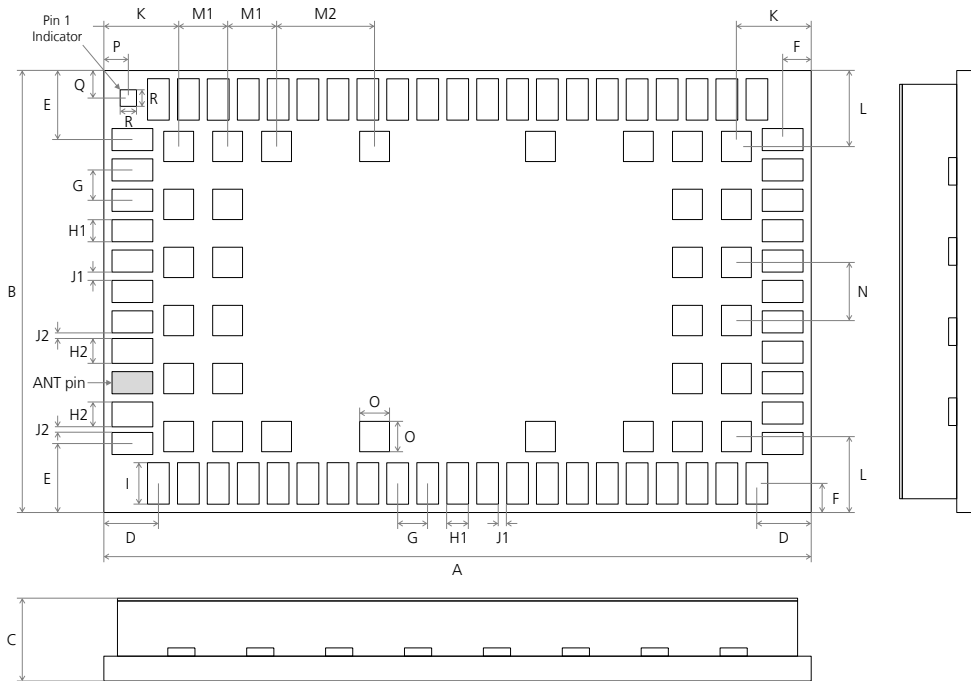 Pin 1
Indicator
K
M1
M1
M2
K
P
F
Q
E
R
R
L
G
H1
J1
B
N
J2
H2
ANT pin
O
H2
O
J2
E
I
L
F
D
G
H1
J1
D
A
C